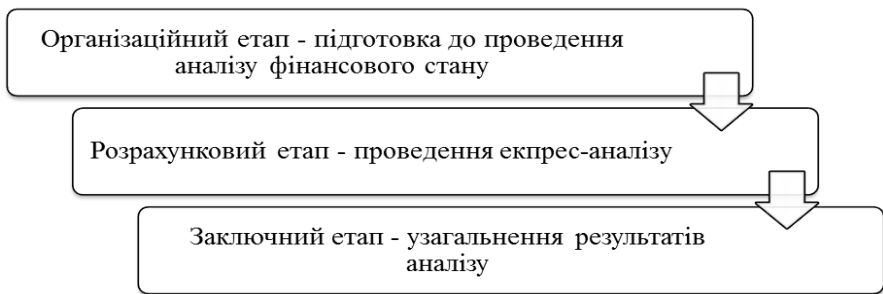 Організаційний етап - підготовка до проведення
аналізу фінансового стану
Розрахунковий етап - проведення експрес-аналізу
Заключний етап - узагальнення результатів
аналізу